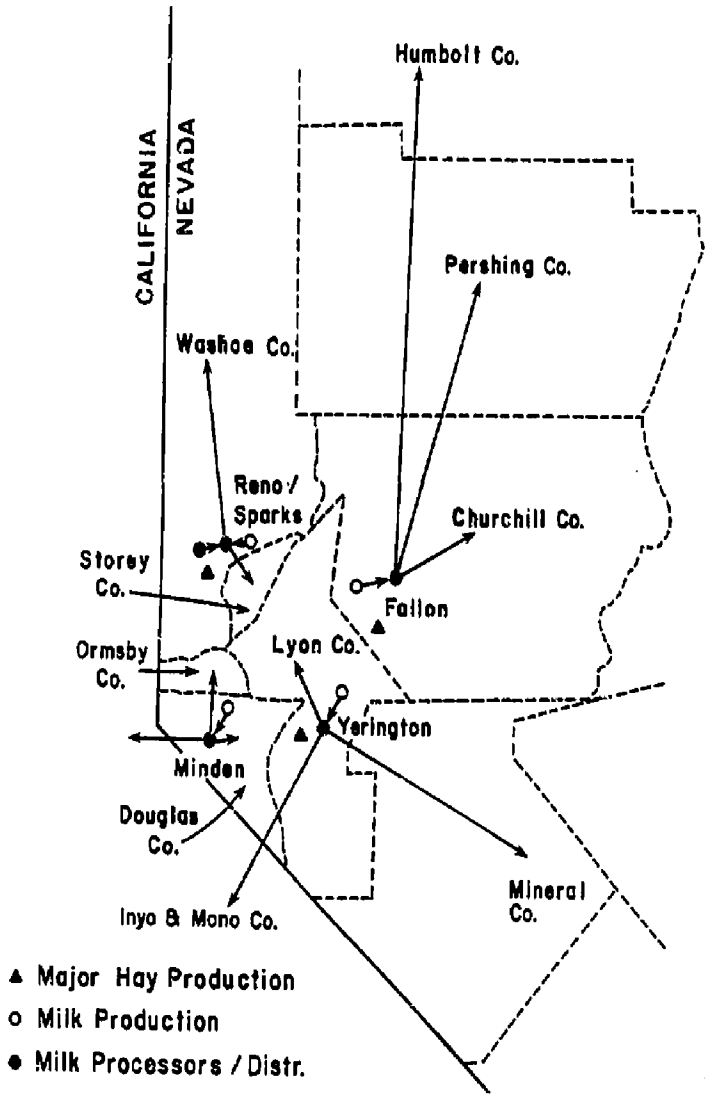 Humbolt Co.
CALIFORNIA
NEVADA
Pershing Co.
Washoe Co.
Reno /
Sparks
Churchill Co.
Storey
Co.
Fallon
Ormsby
Co.
Lyon Co.
Yerington
Minden
Douglas
Co.
Mineral
Co.
Inyo & Mono Co.
Major Hay Production
Milk Production
Milk Processors / Distr.